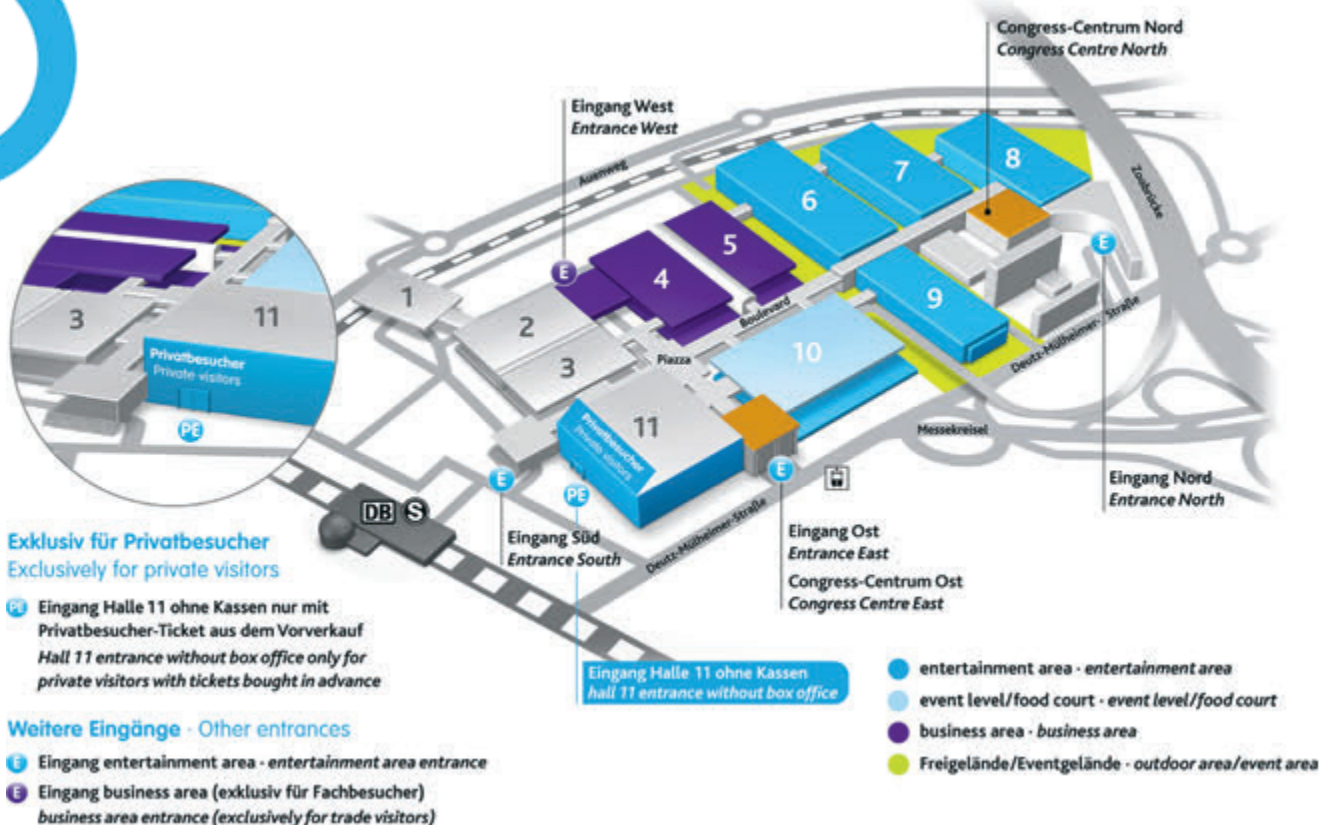 Congress-Centrum Nord
Congress Centre North
Eingang West
Entrance West
Auenweg
Zoobrücke
8
7
6
5
4
E
E
9
1
2
3
Boulevard
Piazza
10
Deutz-Mülheimer-Straße
3
11
Privatbesucher
Private visitors
PE
11
Privatbesucher
Private visitors
Messekreisel
E
PE
E
Eingang Nord
Entrance North
DB S
Eingang Süd
Entrance South
Deutz-Mülheimer-Straße
Eingang Ost
Entrance East
Congress-Centrum Ost
Congress Centre East
Exklusiv für Privatbesucher
Exclusively for private visitors
PE Eingang Halle 11 ohne Kassen nur mit
Privatbesucher-Ticket aus dem Vorverkauf
Hall 11 entrance without box office only for
private visitors with tickets bought in advance
Eingang Halle 11 ohne Kassen
hall 11 entrance without box office
Weitere Eingänge · Other entrances
E Eingang entertainment area · entertainment area entrance
E Eingang business area (exklusiv für Fachbesucher)
business area entrance (exclusively for trade visitors)
entertainment area · entertainment area
event level/food court · event level/food court
business area · business area
Freigelände/Eventgelände · outdoor area/event area